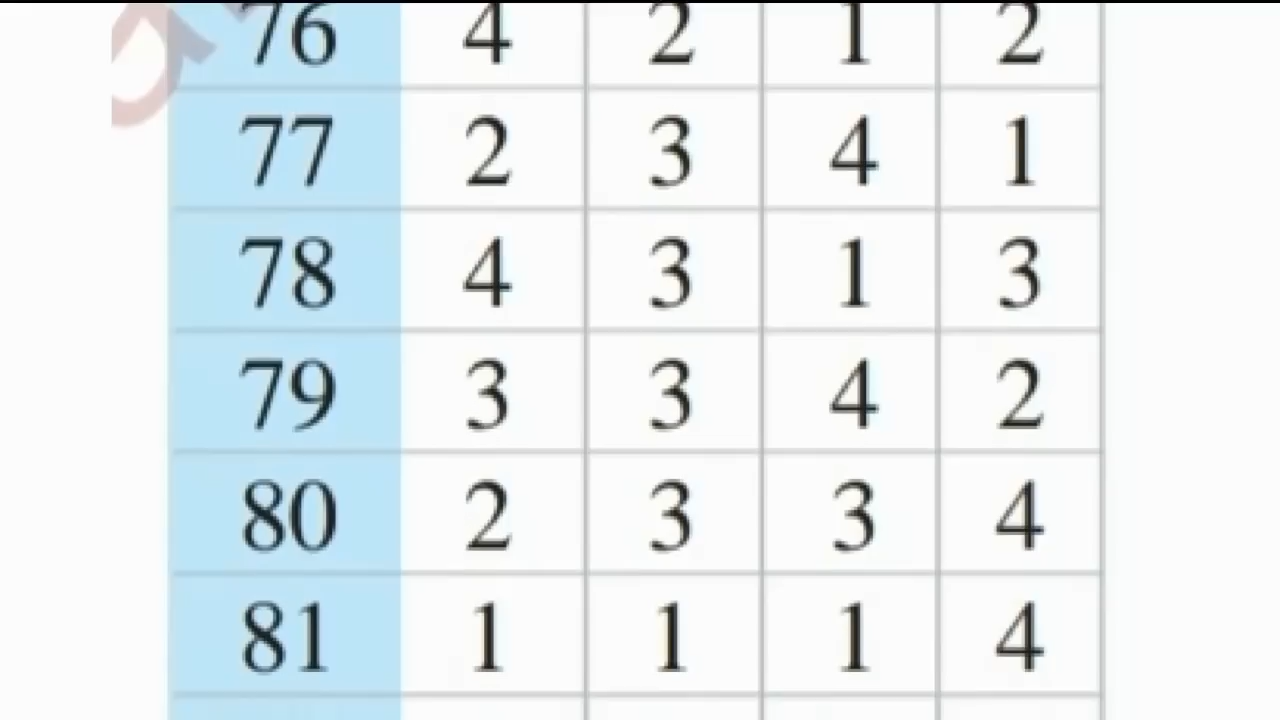 76 4 2 1 2
77 2 3 4 1
78 4 3 1 3
79 3 3 4 2
80 2 3 3 4
81 1 1 1 4